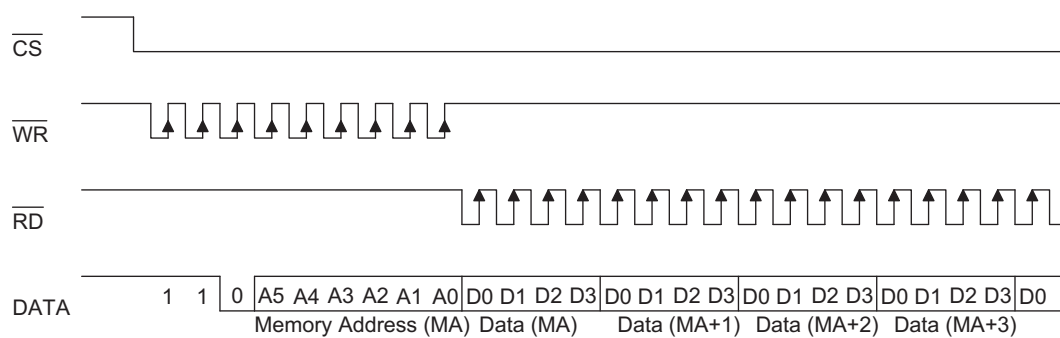 CS
WR
RD
DATA 1 1 0 A5 A4 A3 A2 A1 A0 D0 D1 D2 D3 D0 D1 D2 D3 D0 D1 D2 D3 D0 D1 D2 D3 D0
Memory Address (MA) Data (MA) Data (MA+1) Data (MA+2) Data (MA+3)